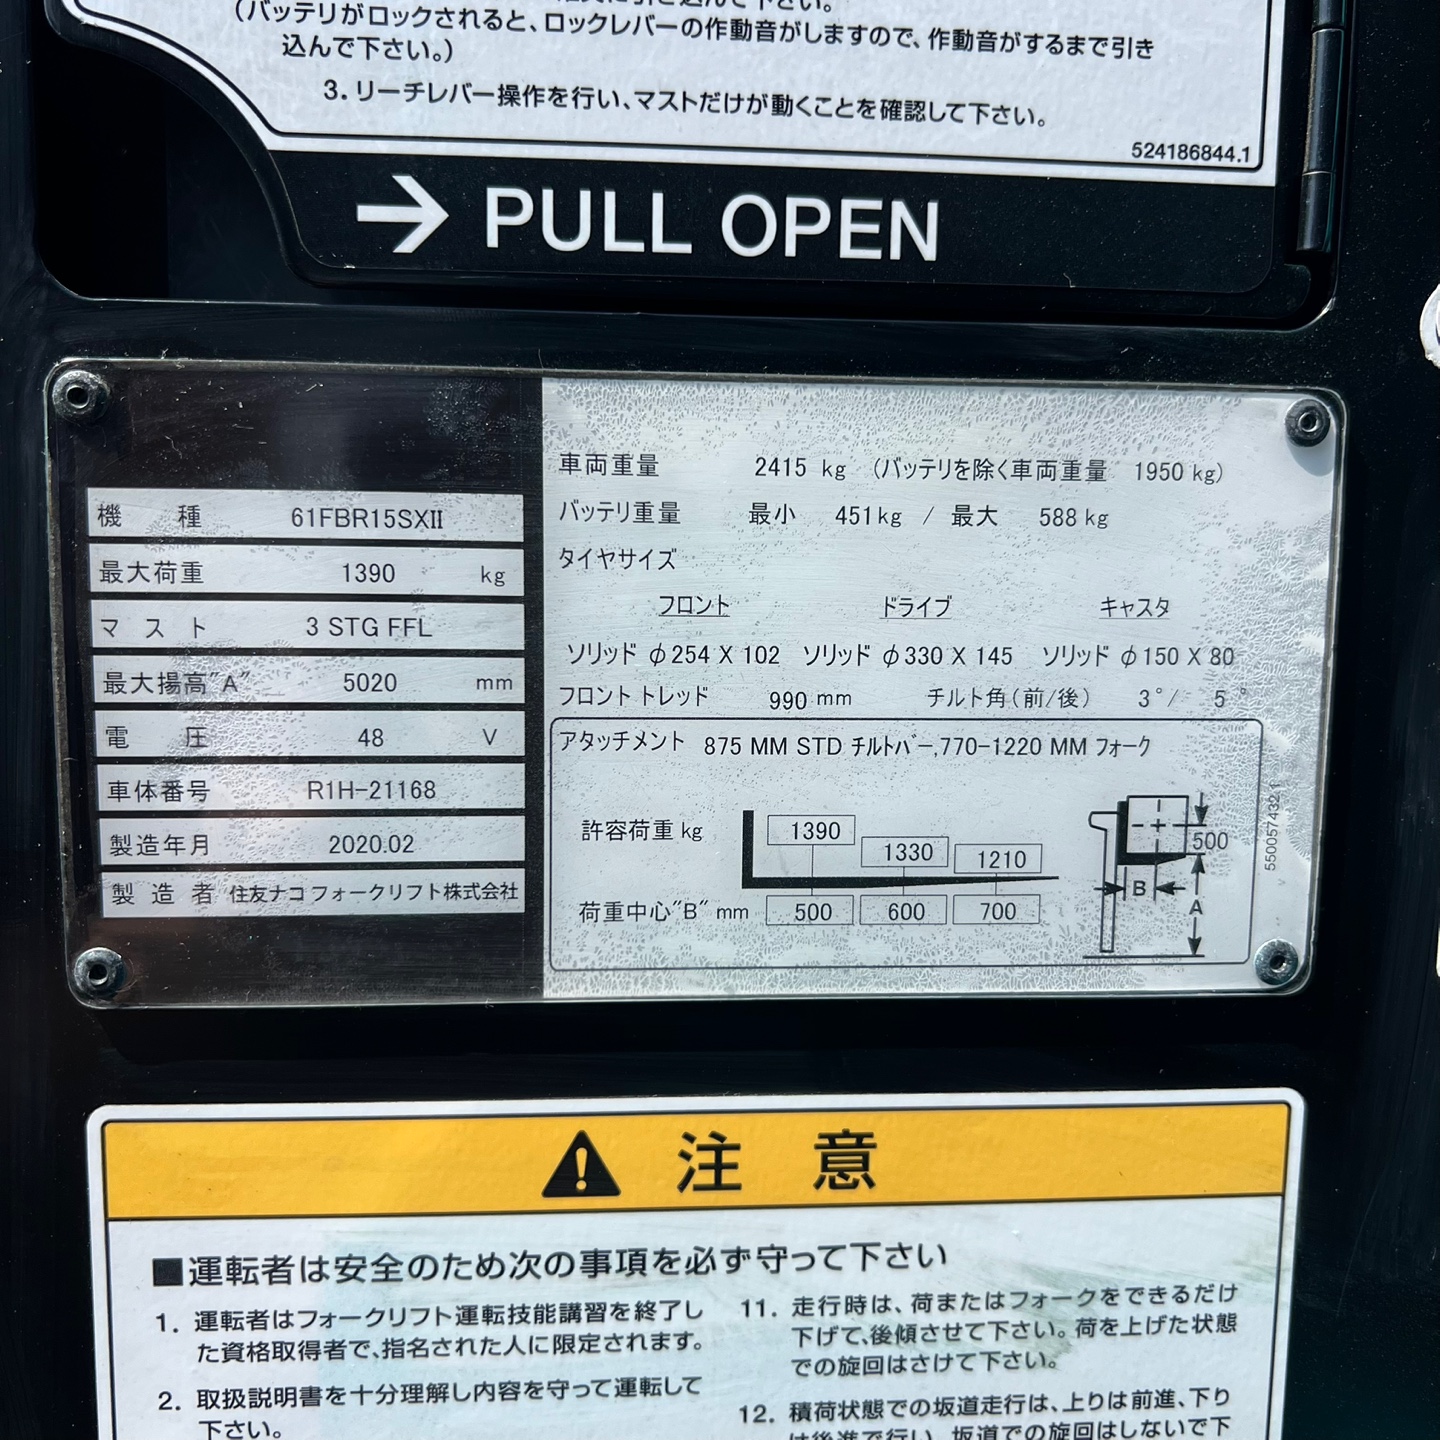 (バッテリがロックされると、ロックレバーの作動音がしますので、作動音がするまで引き
込んで下さい。)
3. リーチレバー操作を行い、マストだけが動くことを確認して下さい。
524186844.1
→ PULL OPEN
機 種 61FBR15SXII
最大荷重 1390 kg
マスト 3 STG FFL
最大揚高"A" 5020 mm
電 圧 48 V
車体番号 R1H-21168
製造年月 2020.02
製造者 住友ナコ フォークリフト株式会社
車両重量 2415 kg (バッテリを除く車両重量 1950 kg)
バッテリ重量 最小 451kg / 最大 588 kg
タイヤサイズ
フロント ドライブ キャスタ
ソリッド φ254 X 102 ソリッド φ330 X 145 ソリッド φ150 X 80
フロント トレッド 990 mm チルト角(前/後) 3°/ 5°
アタッチメント 875 MM STD チルトバー,770-1220 MM フォーク
許容荷重 kg 1390 1330 1210
荷重中心"B" mm 500 600 700
500
B
A
550057432.1
注 意
■運転者は安全のため次の事項を必ず守って下さい
1. 運転者はフォークリフト運転技能講習を終了し
た資格取得者で、指名された人に限定されます。
2. 取扱説明書を十分理解し内容を守って運転して
下さい。
11. 走行時は、荷またはフォークをできるだけ
下げて、後傾させて下さい。荷を上げた状態
での旋回はさけて下さい。
12. 積荷状態での坂道走行は、上りは前進、下り
は後進で行い、坂道での旋回はしないで下